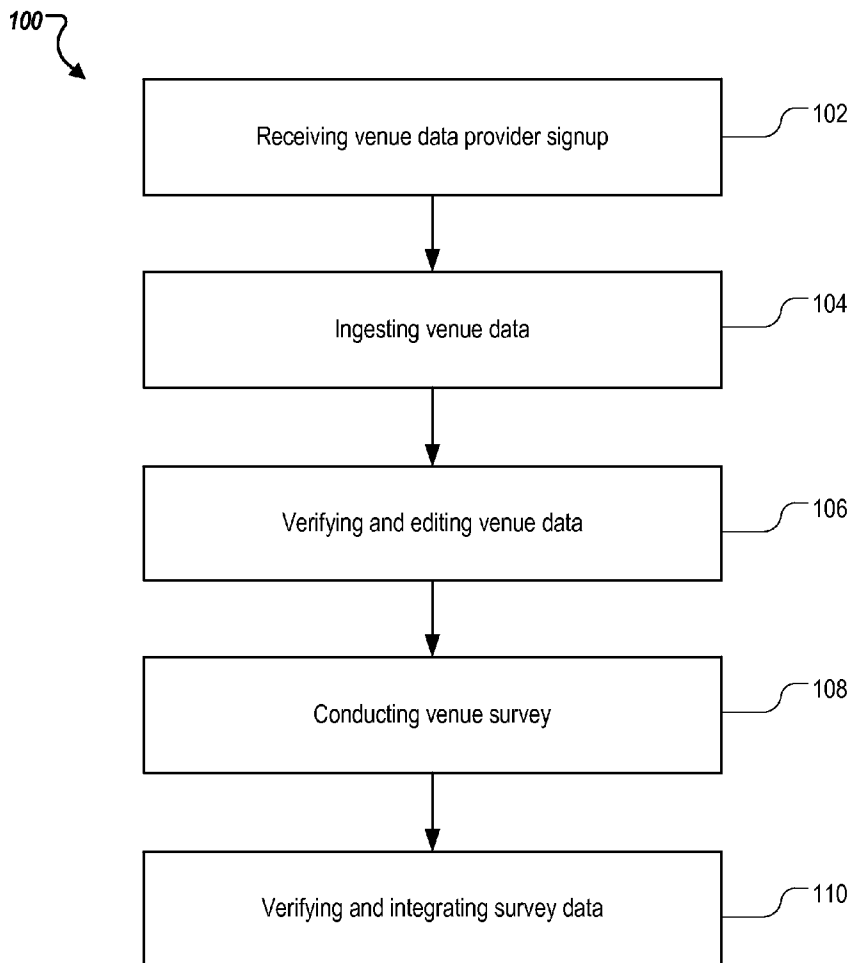 100
Receiving venue data provider signup
102
Ingesting venue data
104
Verifying and editing venue data
106
Conducting venue survey
108
Verifying and integrating survey data
110